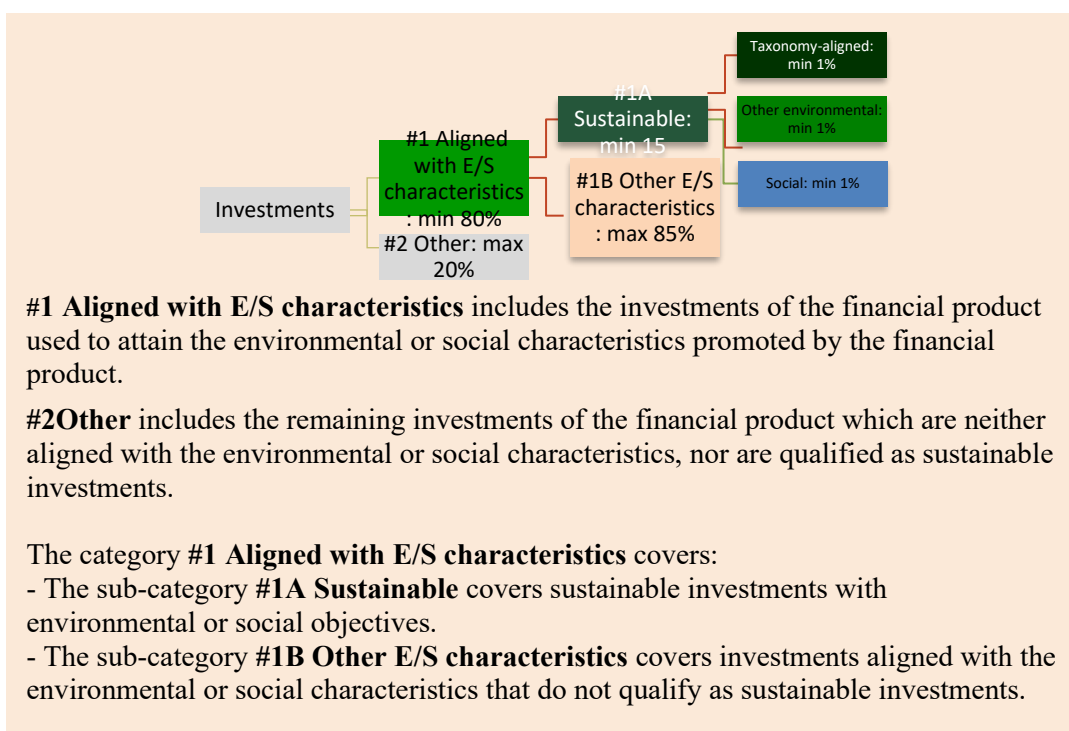 Taxonomy-aligned:
min 1%
#1A
Sustainable:
min 15
Other environmental:
min 1%
#1 Aligned
with E/S
characteristics
: min 80%
#1B Other E/S
characteristics
: max 85%
Social: min 1%
Investments
#2 Other: max
20%
#1 Aligned with E/S characteristics includes the investments of the financial product
used to attain the environmental or social characteristics promoted by the financial
product.
#2Other includes the remaining investments of the financial product which are neither
aligned with the environmental or social characteristics, nor are qualified as sustainable
investments.
The category #1 Aligned with E/S characteristics covers:
- The sub-category #1A Sustainable covers sustainable investments with
environmental or social objectives.
- The sub-category #1B Other E/S characteristics covers investments aligned with the
environmental or social characteristics that do not qualify as sustainable investments.